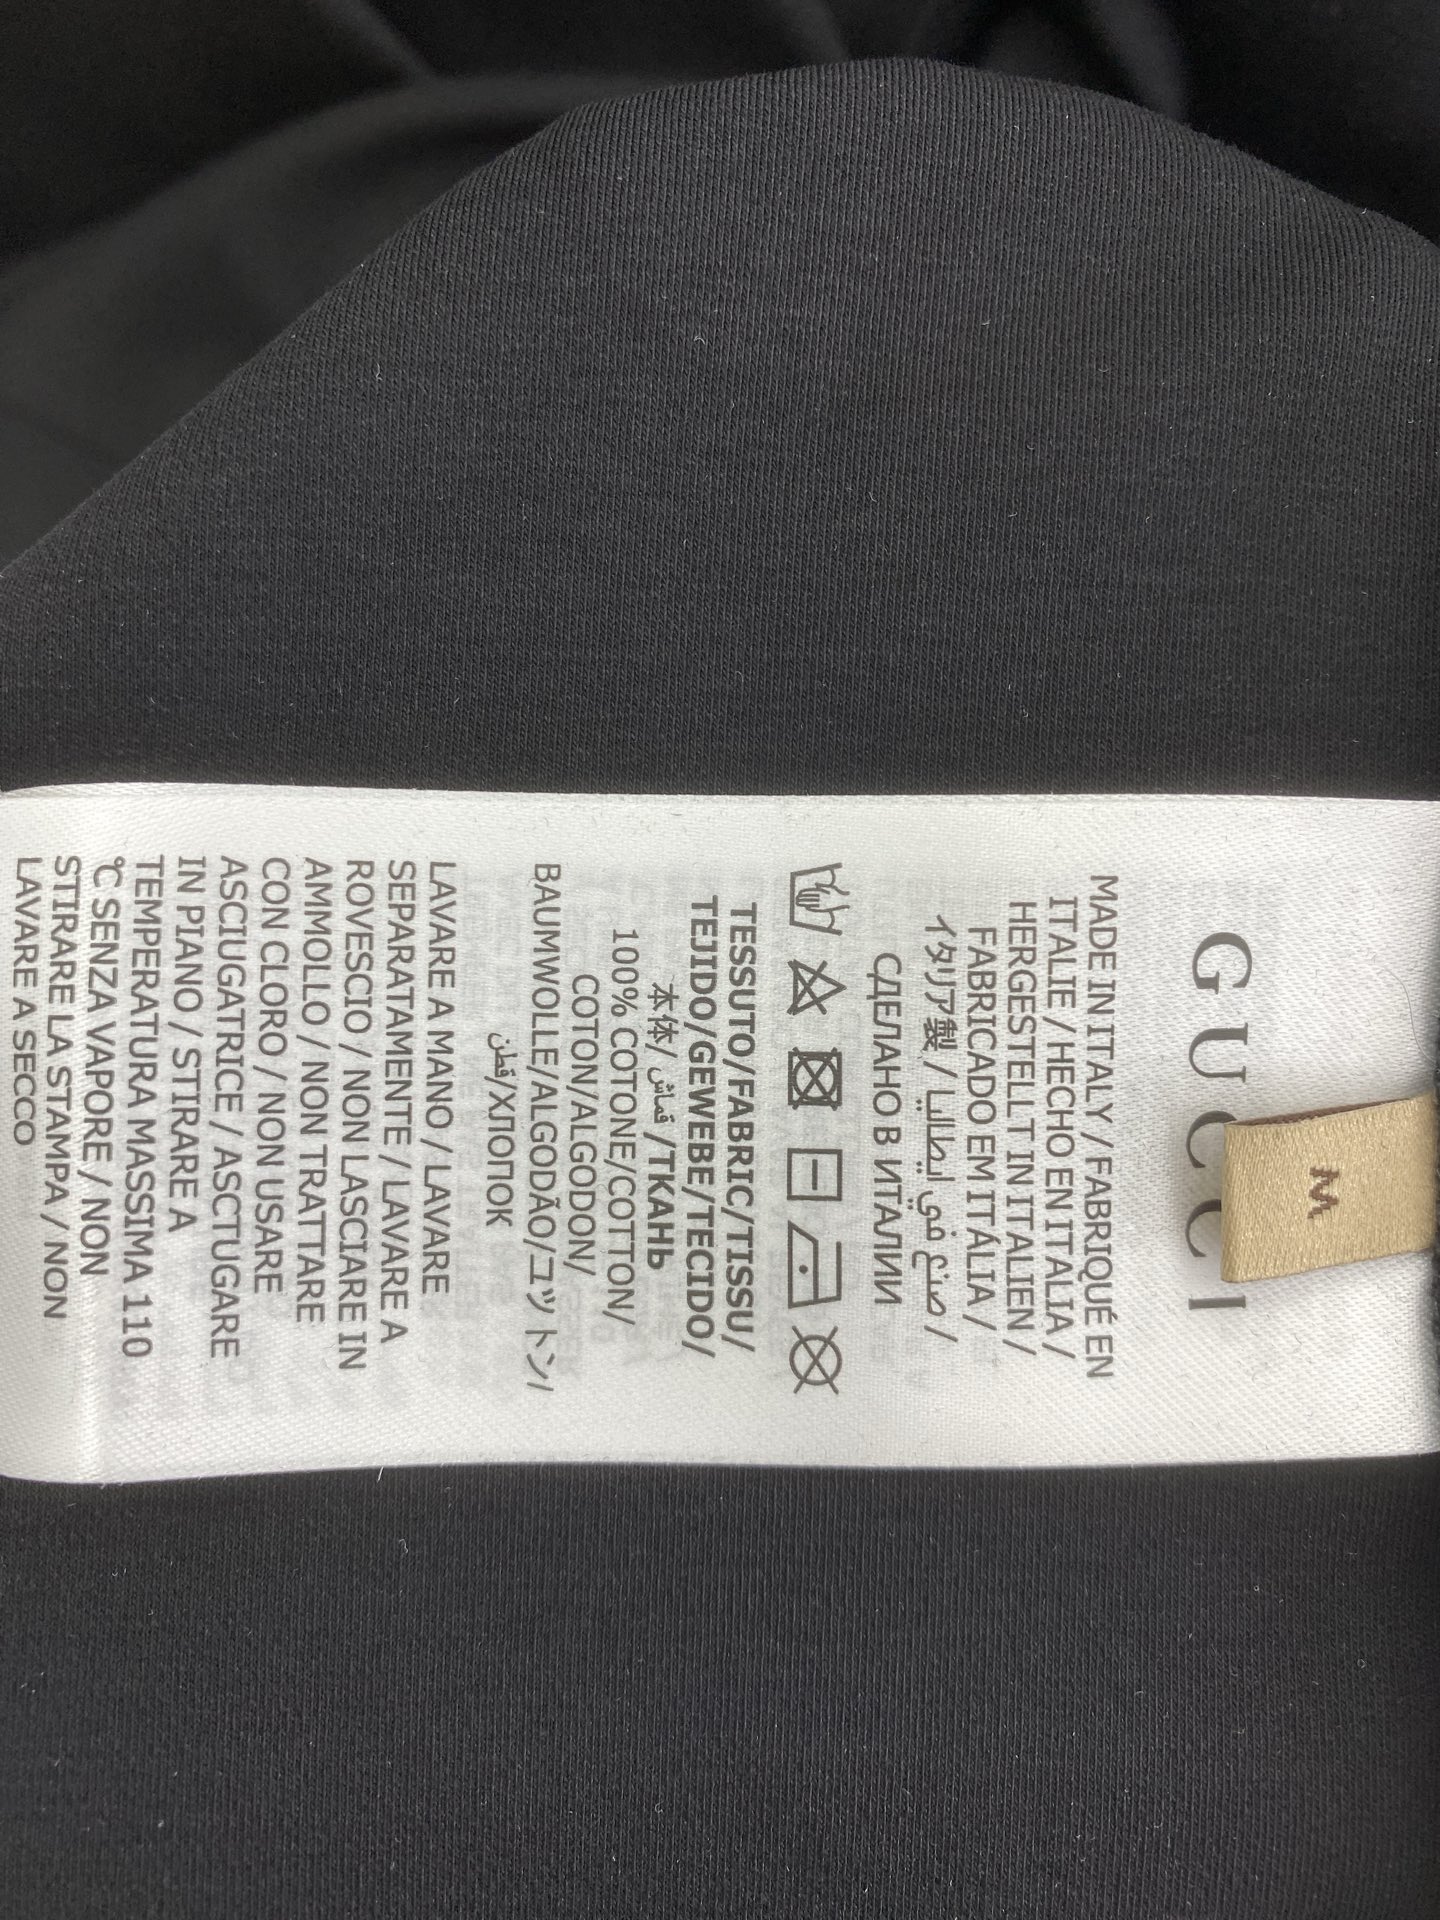 GUCCI
M
MADE IN ITALY / FABRIQUÉ EN
ITALIE / HECHO EN ITALIA /
HERGESTELLT IN ITALIEN /
FABRICADO EM ITÁLIA /
イタリア製 / صنع في إيطاليا /
СДЕЛАНО В ИТАЛИИ
TESSUTO/FABRIC/TISSU/
TEJIDO/GEWEBE/TECIDO/
本体/ قماش /ТКАНЬ
100% COTONE/COTTON/
COTON/ALGODON/
BAUMWOLLE/ALGODÃO/コットン/
قطن/ХЛОПОК
LAVARE A MANO / LAVARE
SEPARATAMENTE / LAVARE A
ROVESCIO / NON LASCIARE IN
AMMOLLO / NON TRATTARE
CON CLORO / NON USARE
ASCIUGATRICE / ASCTUGARE
IN PIANO / STIRARE A
TEMPERATURA MASSIMA 110
℃ SENZA VAPORE / NON
STIRARE LA STAMPA / NON
LAVARE A SECCO